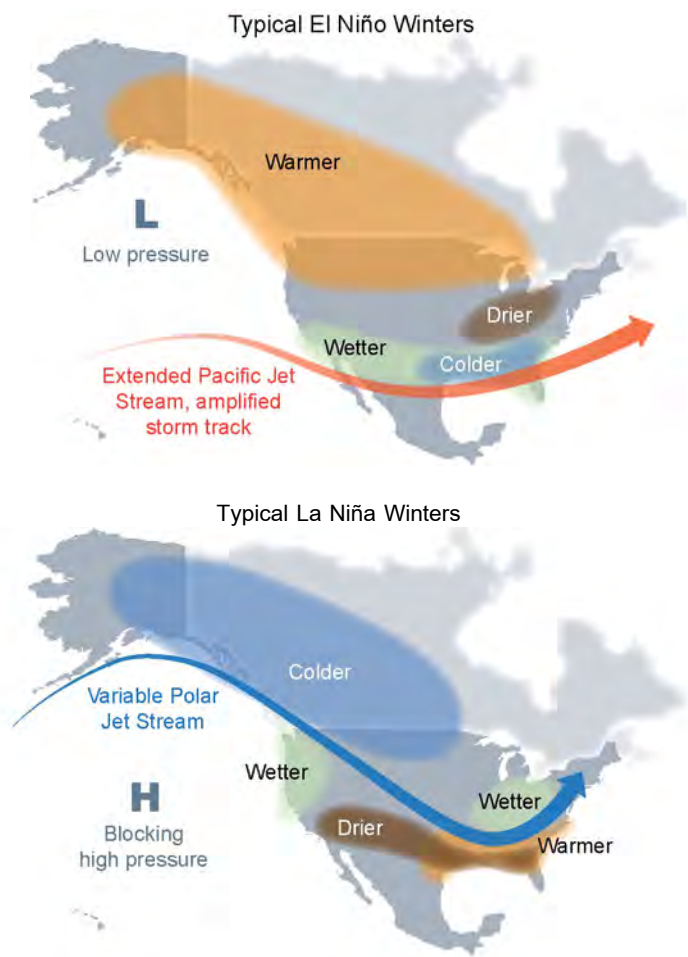 Typical El Niño Winters
Warmer
L
Low pressure
Drier
Wetter
Colder
Extended Pacific Jet
Stream, amplified
storm track
Typical La Niña Winters
Colder
Variable Polar
Jet Stream
Wetter
H
Wetter
Blocking
high pressure
Drier
Warmer